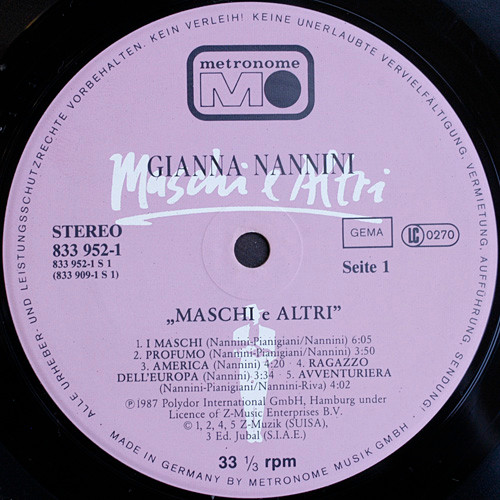 ALLE URHEBER- UND LEISTUNGSSCHUTZRECHTE VORBEHALTEN. KEIN VERLEIH! KEINE UNERLAUBTE VERVIELFÄLTIGUNG, VERMIETUNG, AUFFÜHRUNG, SENDUNG!
metronome
MO
GIANNA NANNINI
Maschi e Altri
STEREO
833 952-1
833 952-1 S 1
(833 909-1 S 1)
GEMA
LC 0270
Seite 1
„MASCHI e ALTRI”
1. I MASCHI (Nannini-Pianigiani/Nannini) 6:05
2. PROFUMO (Nannini-Pianigiani/Nannini) 3:50
3. AMERICA (Nannini) 4:20 · 4. RAGAZZO
DELL'EUROPA (Nannini) 3:34 · 5. AVVENTURIERA
(Nannini-Pianigiani/Nannini-Riva) 4:02
℗ 1987 Polydor International GmbH, Hamburg under
Licence of Z-Music Enterprises B.V.
© 1, 2, 4, 5 Z-Muzik (SUISA),
3 Ed. Jubal (S.I.A.E.)
33 1/3 rpm
MADE IN GERMANY BY METRONOME MUSIK GMBH